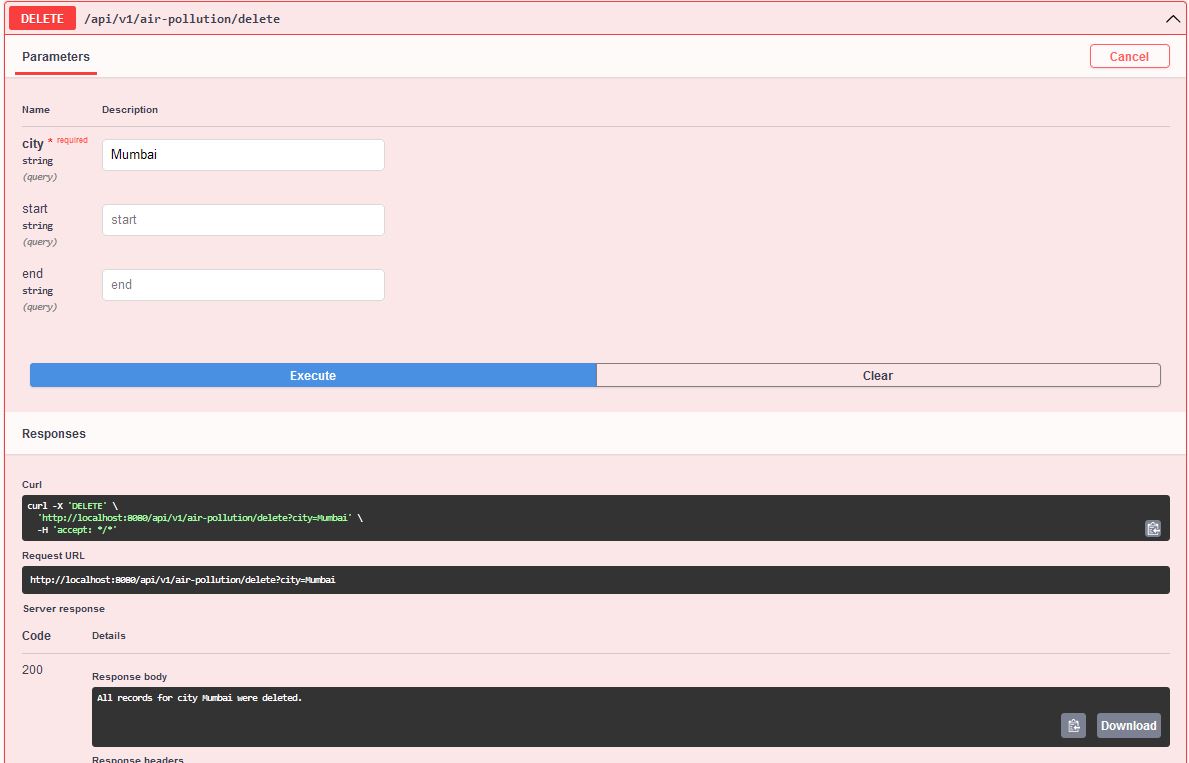 DELETE /api/v1/air-pollution/delete
Parameters Cancel
Name Description
city * required
string
(query)
Mumbai
start
string
(query)
start
end
string
(query)
end
Execute Clear
Responses
Curl
curl -X 'DELETE' \
'http://localhost:8080/api/v1/air-pollution/delete?city=Mumbai' \
-H 'accept: */*'
Request URL
http://localhost:8080/api/v1/air-pollution/delete?city=Mumbai
Server response
Code Details
200
Response body
All records for city Mumbai were deleted.
Download
Response headers